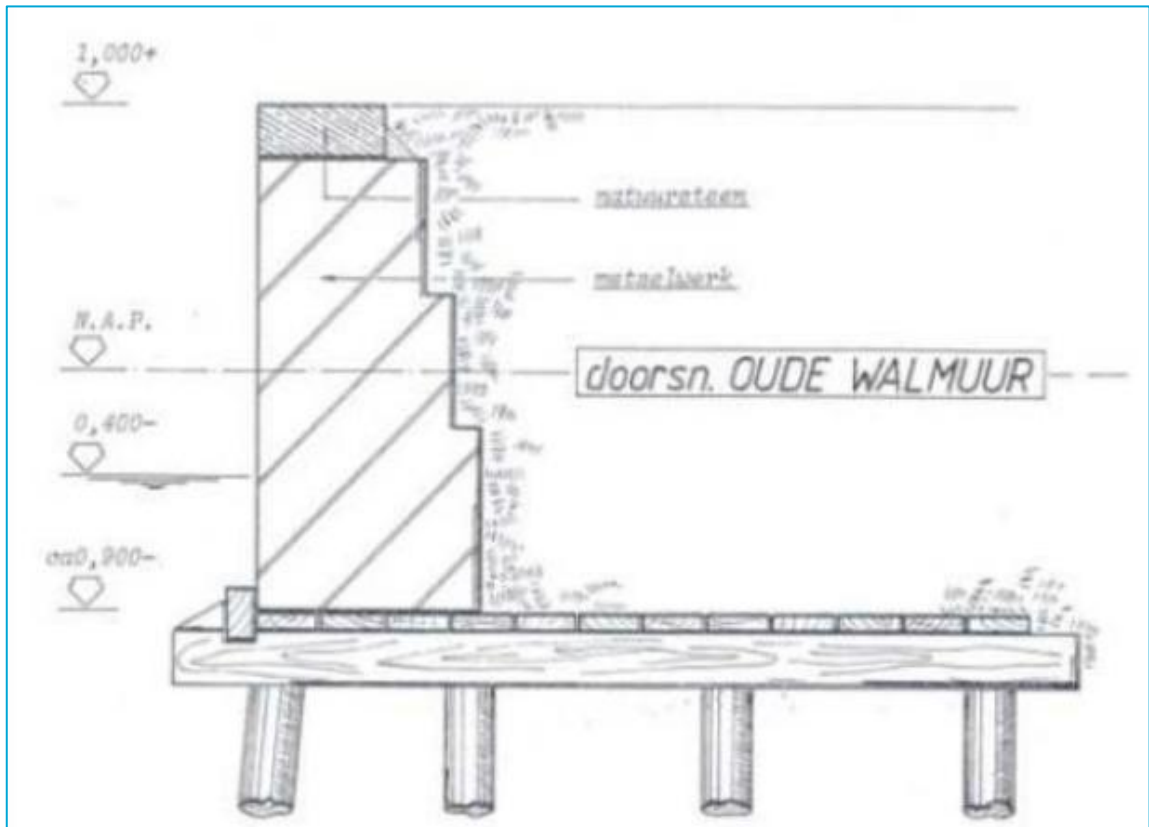 1,000+
natuursteen
metselwerk
N.A.P.
doorsn. OUDE WALMUUR
0,400-
ca0,900-